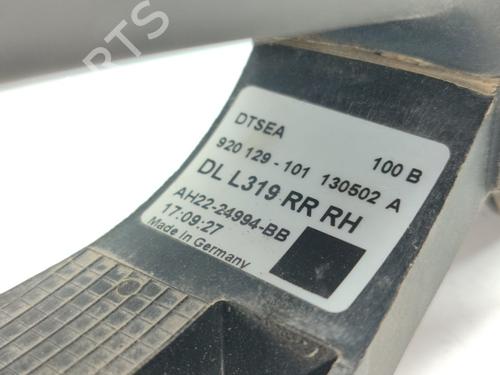 PARTS
DTSEA 100 B
920 129 - 101 130502 A
DL L319 RR RH
AH22-24994-BB
17:09:27
Made In Germany